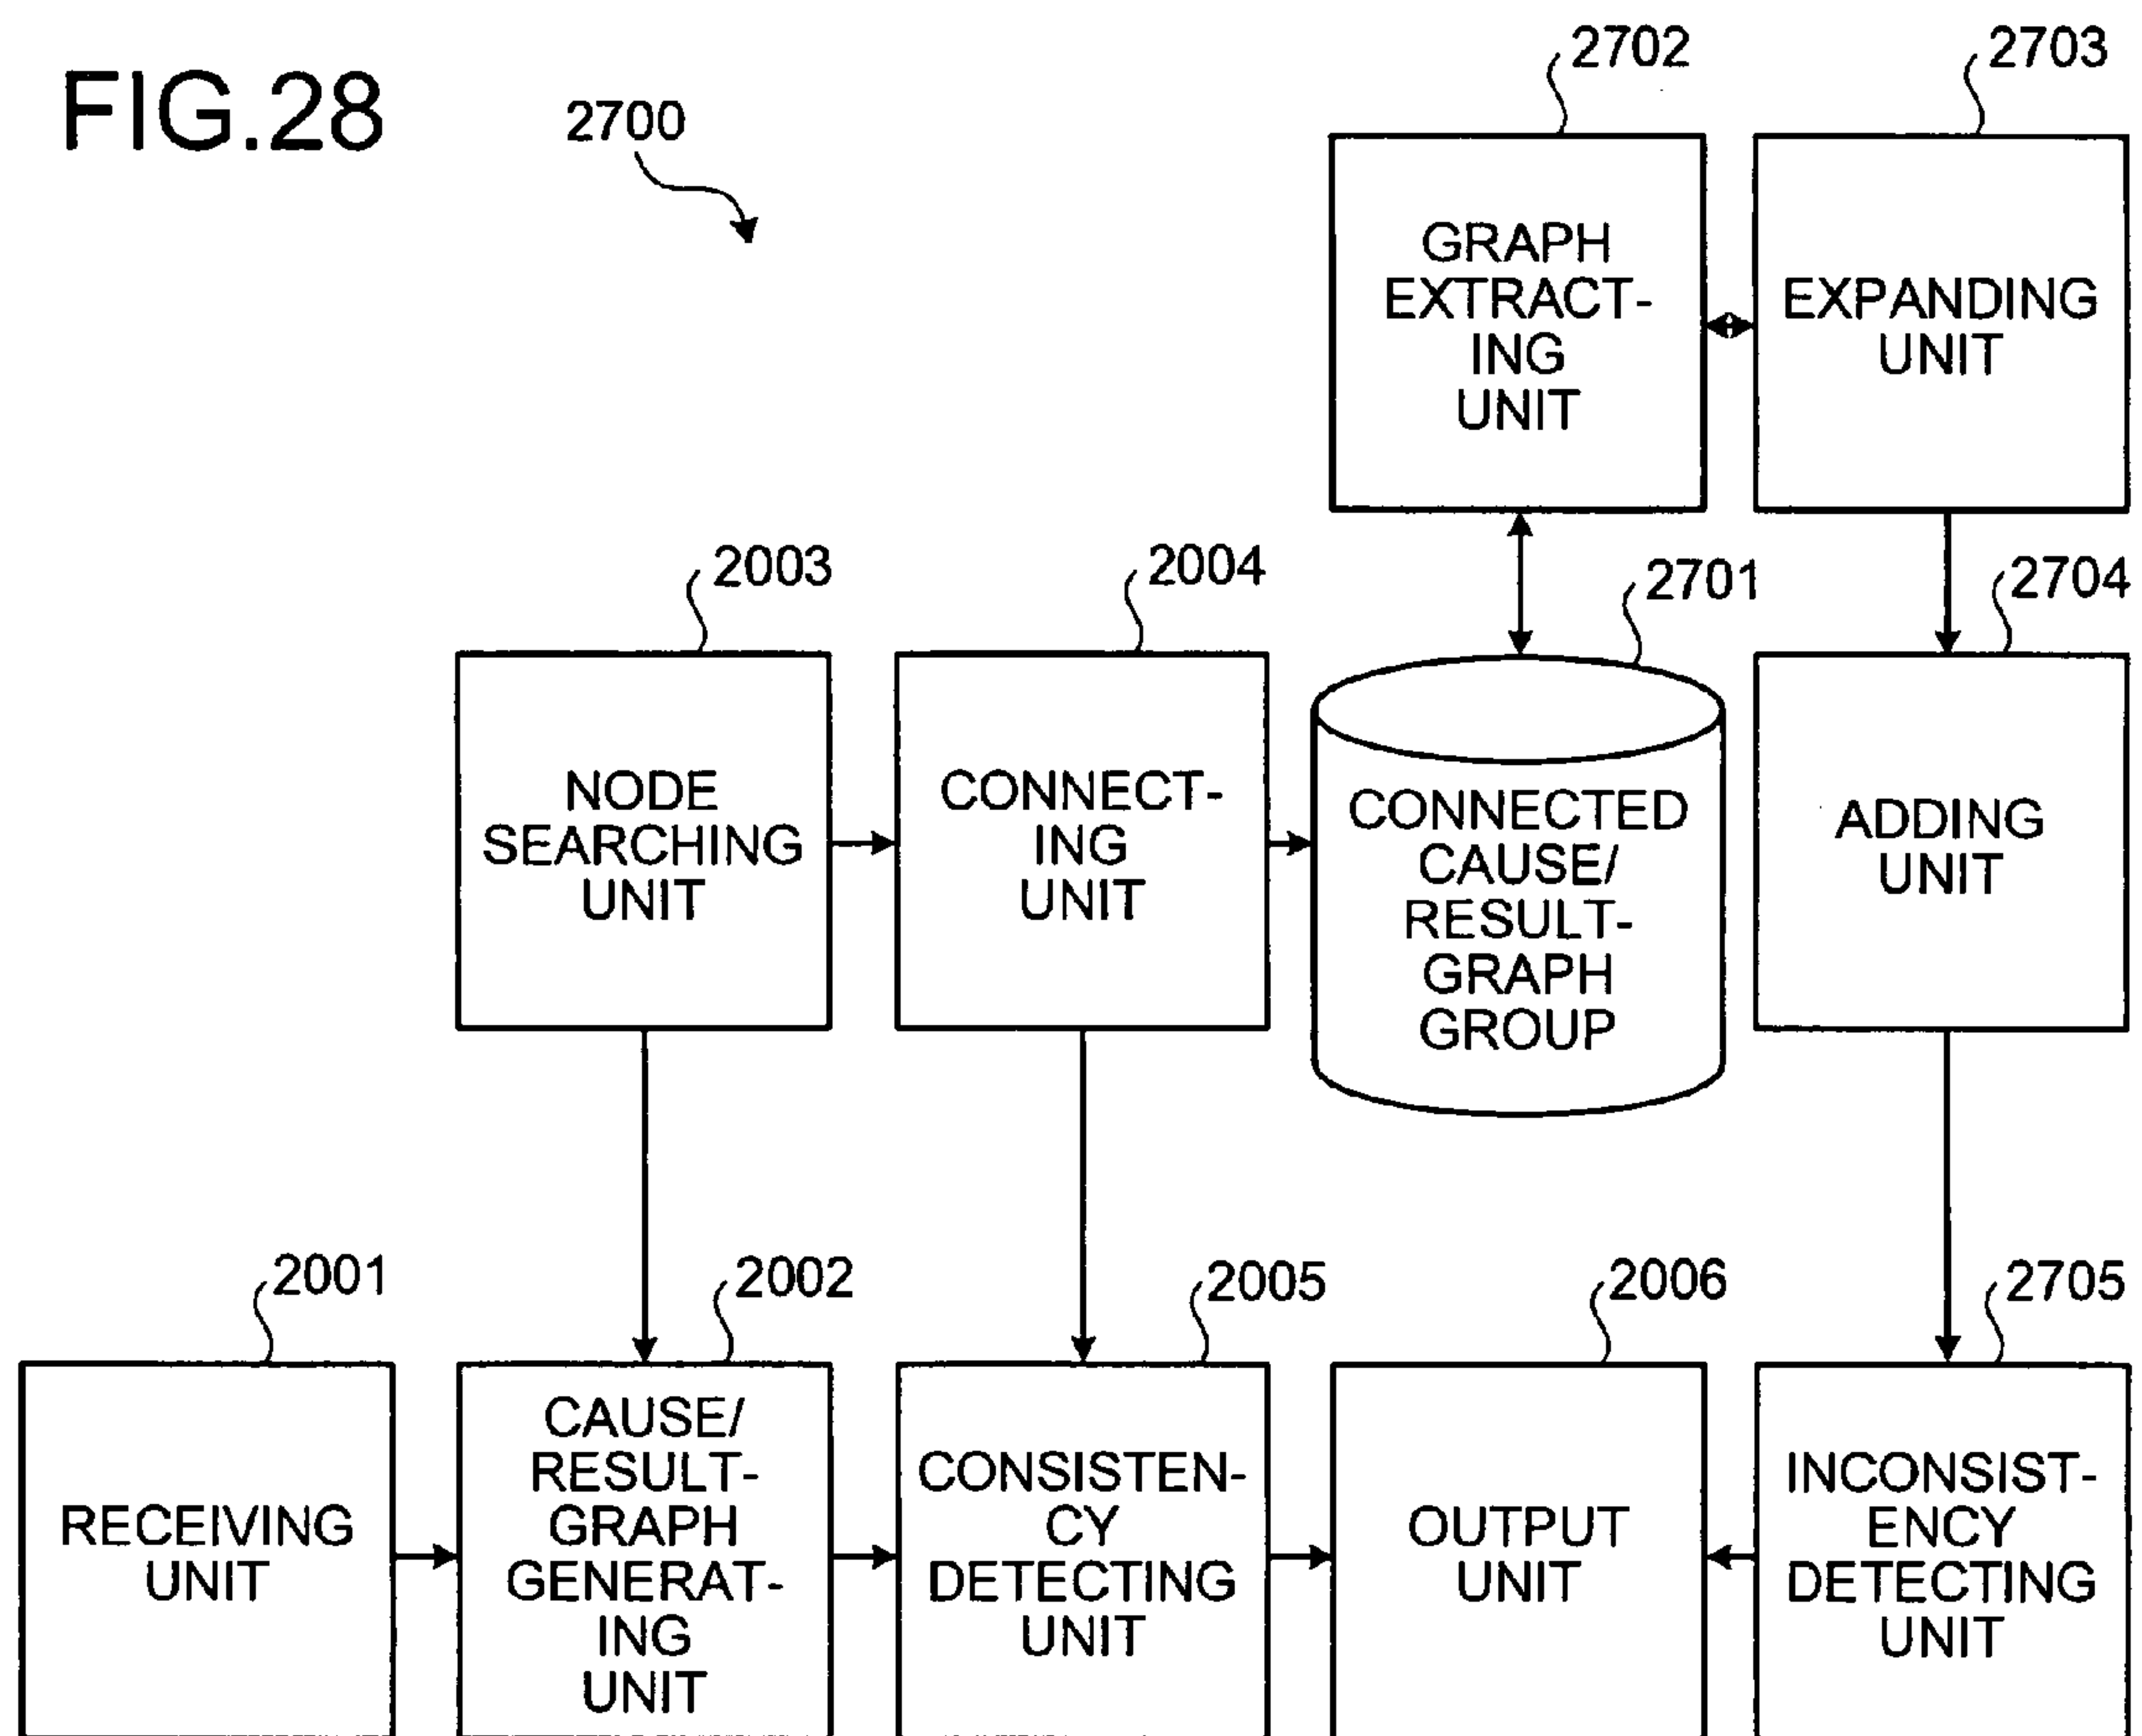 FIG.28
2700
2702
2703
GRAPH
EXTRACT-
ING
UNIT
EXPANDING
UNIT
2003
2004
2701
2704
NODE
SEARCHING
UNIT
CONNECT-
ING
UNIT
CONNECTED
CAUSE/
RESULT-
GRAPH
GROUP
ADDING
UNIT
2001
2002
2005
2006
2705
RECEIVING
UNIT
CAUSE/
RESULT-
GRAPH
GENERAT-
ING
UNIT
CONSISTEN-
CY
DETECTING
UNIT
OUTPUT
UNIT
INCONSIST-
ENCY
DETECTING
UNIT